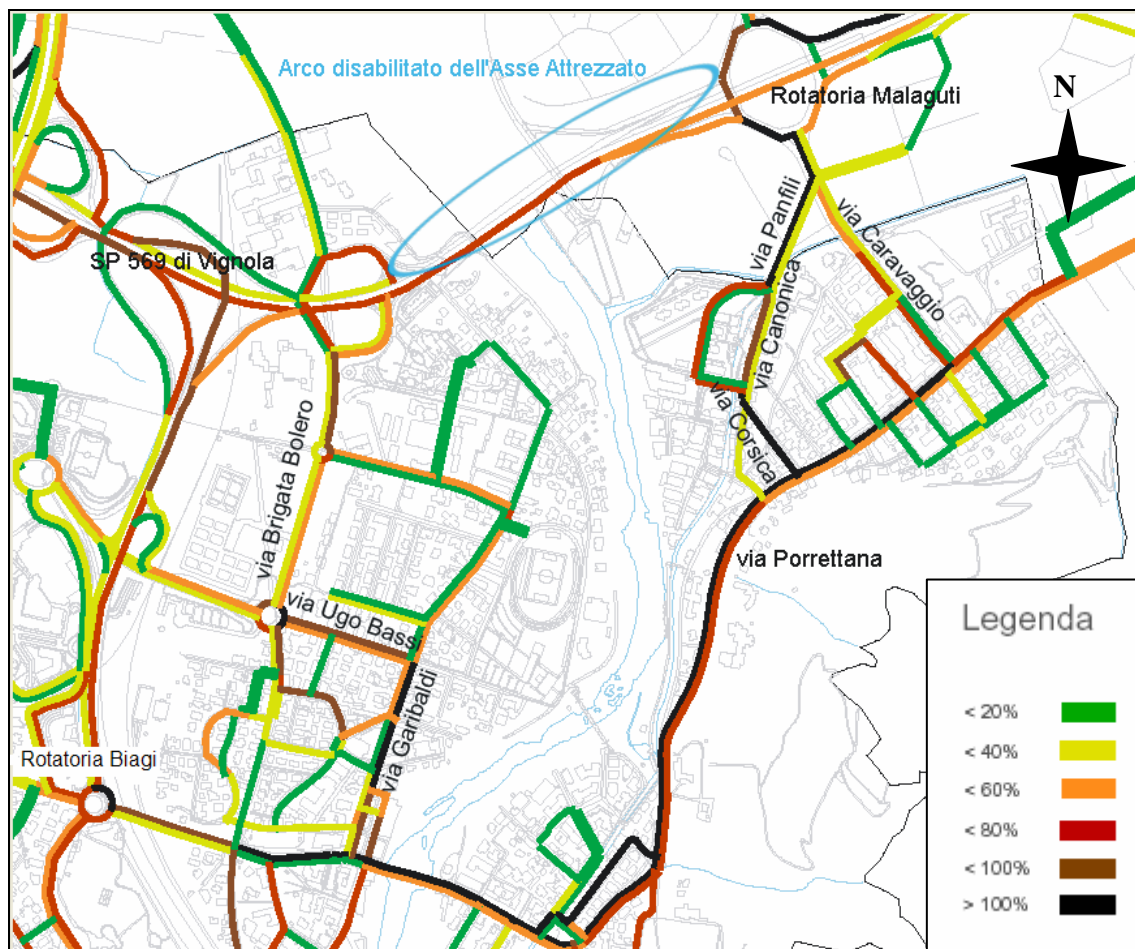 Arco disabilitato dell'Asse Attrezzato
Rotatoria Malaguti
N
SP 569 di Vignola
via Panfili
via Caravaggio
via Canonica
via Corsica
via Brigata Bolero
via Porrettana
via Ugo Bassi
via Garibaldi
Rotatoria Biagi
Legenda
< 20%
< 40%
< 60%
< 80%
< 100%
> 100%